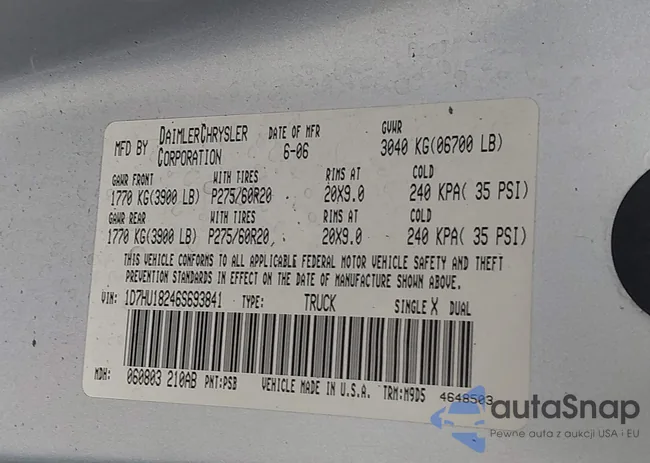 MFD BY DAIMLERCHRYSLER CORPORATION DATE OF MFR 6-06 GVWR 3040 KG(06700 LB)
GAWR FRONT WITH TIRES RIMS AT COLD
1770 KG(3900 LB) P275/60R20 20X9.0 240 KPA( 35 PSI)
GAWR REAR WITH TIRES RIMS AT COLD
1770 KG(3900 LB) P275/60R20 20X9.0 240 KPA( 35 PSI)
THIS VEHICLE CONFORMS TO ALL APPLICABLE FEDERAL MOTOR VEHICLE SAFETY AND THEFT
PREVENTION STANDARDS IN EFFECT ON THE DATE OF MANUFACTURE SHOWN ABOVE.
VIN: 1D7HU18246S693841 TYPE: TRUCK SINGLE X DUAL
MDH: 060803 210AB PNT:PSB VEHICLE MADE IN U.S.A. TRM:M9D5 4648503
autaSnap
Pewne auta z aukcji USA i EU